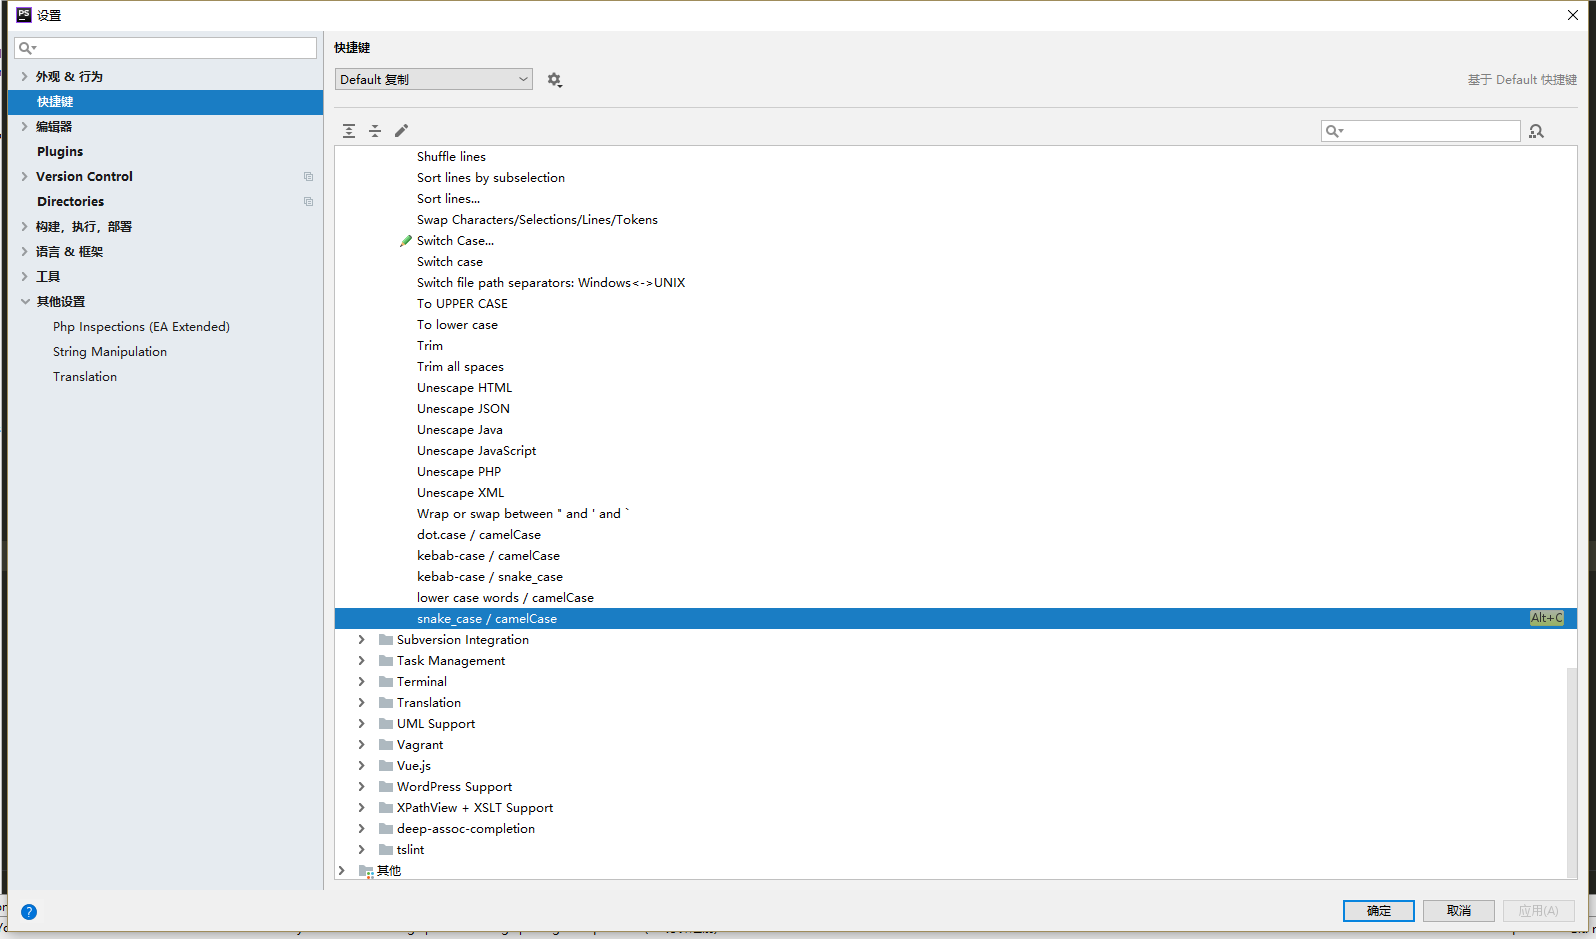 PS 设置
外观 & 行为
快捷键
编辑器
Plugins
Version Control
Directories
构建，执行，部署
语言 & 框架
工具
其他设置
Php Inspections (EA Extended)
String Manipulation
Translation
快捷键
Default 复制
基于 Default 快捷键
Shuffle lines
Sort lines by subselection
Sort lines...
Swap Characters/Selections/Lines/Tokens
Switch Case...
Switch case
Switch file path separators: Windows<->UNIX
To UPPER CASE
To lower case
Trim
Trim all spaces
Unescape HTML
Unescape JSON
Unescape Java
Unescape JavaScript
Unescape PHP
Unescape XML
Wrap or swap between " and ' and `
dot.case / camelCase
kebab-case / camelCase
kebab-case / snake_case
lower case words / camelCase
snake_case / camelCase Alt+C
Subversion Integration
Task Management
Terminal
Translation
UML Support
Vagrant
Vue.js
WordPress Support
XPathView + XSLT Support
deep-assoc-completion
tslint
其他
? 确定 取消 应用(A)